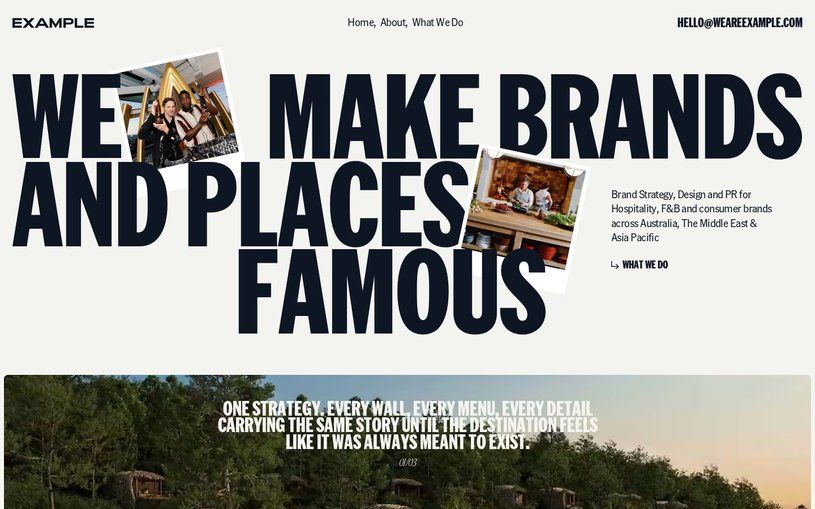 EXAMPLE
Home, About, What We Do
HELLO@WEAREEXAMPLE.COM
WE MAKE BRANDS
AND PLACES
FAMOUS
Brand Strategy, Design and PR for
Hospitality, F&B and consumer brands
across Australia, The Middle East &
Asia Pacific
WHAT WE DO
ONE STRATEGY. EVERY WALL, EVERY MENU, EVERY DETAIL
CARRYING THE SAME STORY UNTIL THE DESTINATION FEELS
LIKE IT WAS ALWAYS MEANT TO EXIST.
01/03